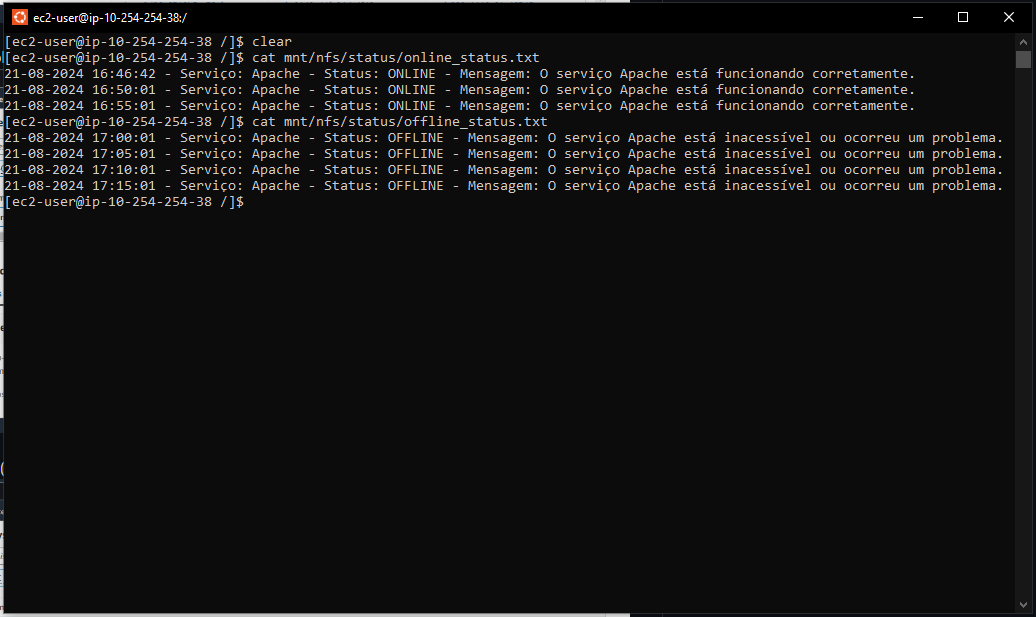 ec2-user@ip-10-254-254-38:/
[ec2-user@ip-10-254-254-38 /]$ clear
[ec2-user@ip-10-254-254-38 /]$ cat mnt/nfs/status/online_status.txt
21-08-2024 16:46:42 - Serviço: Apache - Status: ONLINE - Mensagem: O serviço Apache está funcionando corretamente.
21-08-2024 16:50:01 - Serviço: Apache - Status: ONLINE - Mensagem: O serviço Apache está funcionando corretamente.
21-08-2024 16:55:01 - Serviço: Apache - Status: ONLINE - Mensagem: O serviço Apache está funcionando corretamente.
[ec2-user@ip-10-254-254-38 /]$ cat mnt/nfs/status/offline_status.txt
21-08-2024 17:00:01 - Serviço: Apache - Status: OFFLINE - Mensagem: O serviço Apache está inacessível ou ocorreu um problema.
21-08-2024 17:05:01 - Serviço: Apache - Status: OFFLINE - Mensagem: O serviço Apache está inacessível ou ocorreu um problema.
21-08-2024 17:10:01 - Serviço: Apache - Status: OFFLINE - Mensagem: O serviço Apache está inacessível ou ocorreu um problema.
21-08-2024 17:15:01 - Serviço: Apache - Status: OFFLINE - Mensagem: O serviço Apache está inacessível ou ocorreu um problema.
[ec2-user@ip-10-254-254-38 /]$